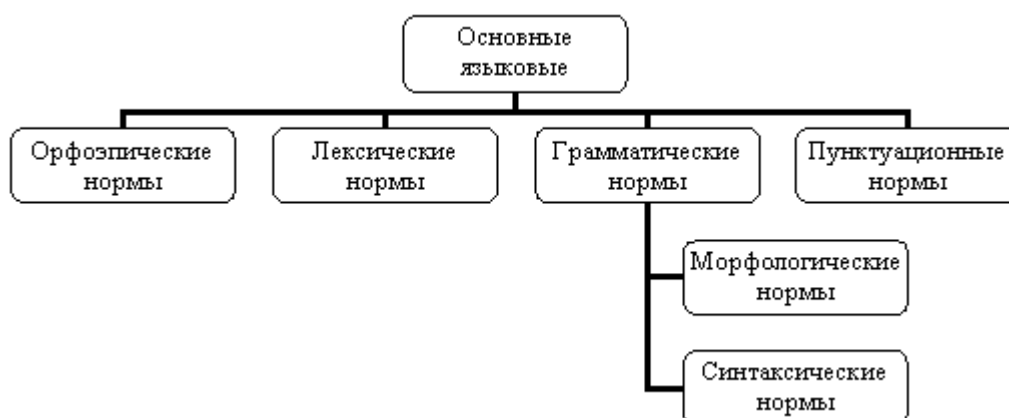 Основные
языковые
Орфоэпические
нормы
Лексические
нормы
Грамматические
нормы
Пунктуационные
нормы
Морфологические
нормы
Синтаксические
нормы